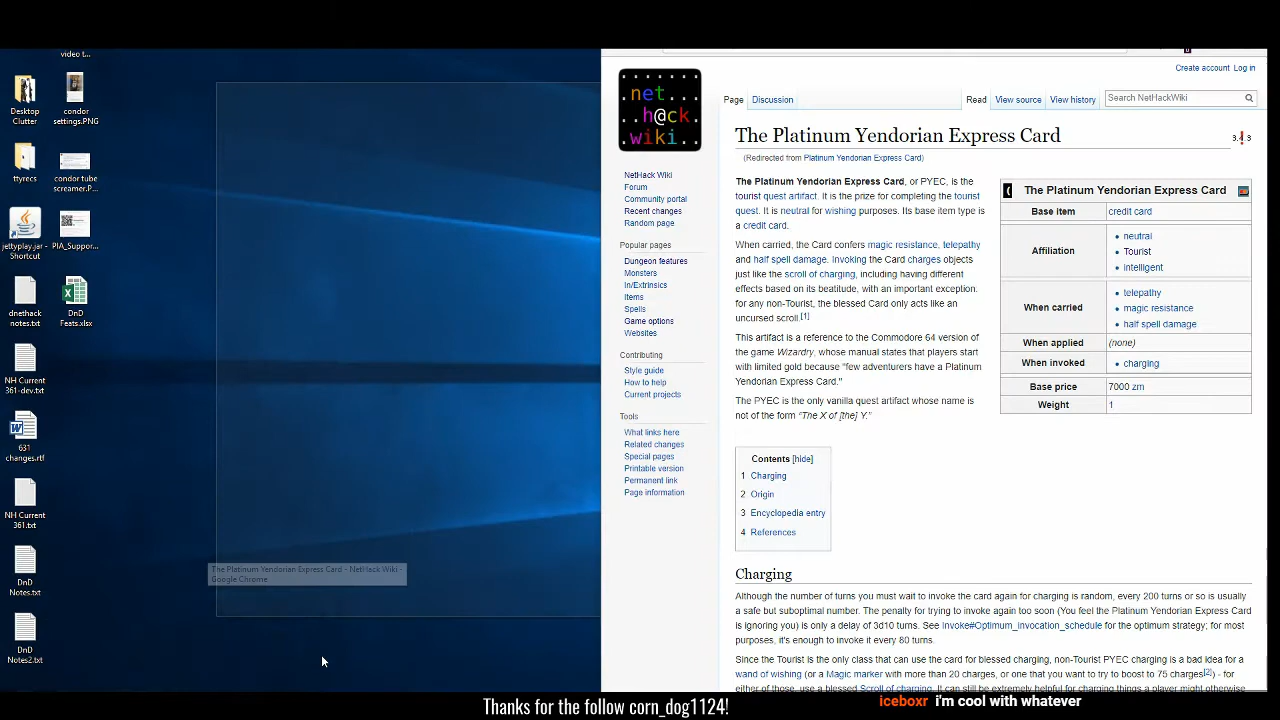 video t...
Desktop
Clutter
condor
settings.PNG
ttyrecs
condor tube
screamer.P...
jettyplay.jar -
Shortcut
PIA_Suppor...
dnethack
notes.txt
DnD
Feats.xlsx
NH Current
361-dev.txt
631
changes.rtf
NH Current
361.txt
DnD
Notes.txt
DnD
Notes2.txt
The Platinum Yendorian Express Card - NetHack Wiki -
Google Chrome
net
h@ck
wiki
NetHack Wiki
Forum
Community portal
Recent changes
Random page
Popular pages
Dungeon features
Monsters
In/Extrinsics
Items
Spells
Game options
Websites
Contributing
Style guide
How to help
Current projects
Tools
What links here
Related changes
Special pages
Printable version
Permanent link
Page information
Create account Log in
Page Discussion Read View source View history Search NetHackWiki
The Platinum Yendorian Express Card
(Redirected from Platinum Yendorian Express Card)
The Platinum Yendorian Express Card, or PYEC, is the
tourist quest artifact. It is the prize for completing the tourist
quest. It is neutral for wishing purposes. Its base item type is
a credit card.
When carried, the Card confers magic resistance, telepathy
and half spell damage. Invoking the Card charges objects
just like the scroll of charging, including having different
effects based on its beatitude, with an important exception.
for any non-Tourist, the blessed Card only acts like an
uncursed scroll [1]
This artifact is a reference to the Commodore 64 version of
the game Wizardry, whose manual states that players start
with limited gold because "few adventurers have a Platinum
Yendorian Express Card."
The PYEC is the only vanilla quest artifact whose name is
not of the form "The X of [the] Y."
( The Platinum Yendorian Express Card
Base item credit card
Affiliation
neutral
Tourist
intelligent
When carried
telepathy
magic resistance
half spell damage
When applied (none)
When invoked
charging
Base price 7000 zm
Weight 1
Contents [hide]
1 Charging
2 Origin
3 Encyclopedia entry
4 References
Charging
Although the number of turns you must wait to invoke the card again for charging is random, every 200 turns or so is usually
a safe but suboptimal number. The penalty for trying to invoke again too soon (You feel the Platinum Yendorian Express Card
is ignoring you) is only a delay of 3d10 turns. See Invoke#Optimum_invocation_schedule for the optimum strategy; for most
purposes, it's enough to invoke it every 80 turns.
Since the Tourist is the only class that can use the card for blessed charging, non-Tourist PYEC charging is a bad idea for a
wand of wishing (or a Magic marker with more than 20 charges, or one that you want to try to boost to 75 charges[2]) - for
either of those, use a blessed Scroll of charging. It can still be extremely helpful for charging things a player might otherwise
Thanks for the follow corn_dog1124!
iceboxr i'm cool with whatever